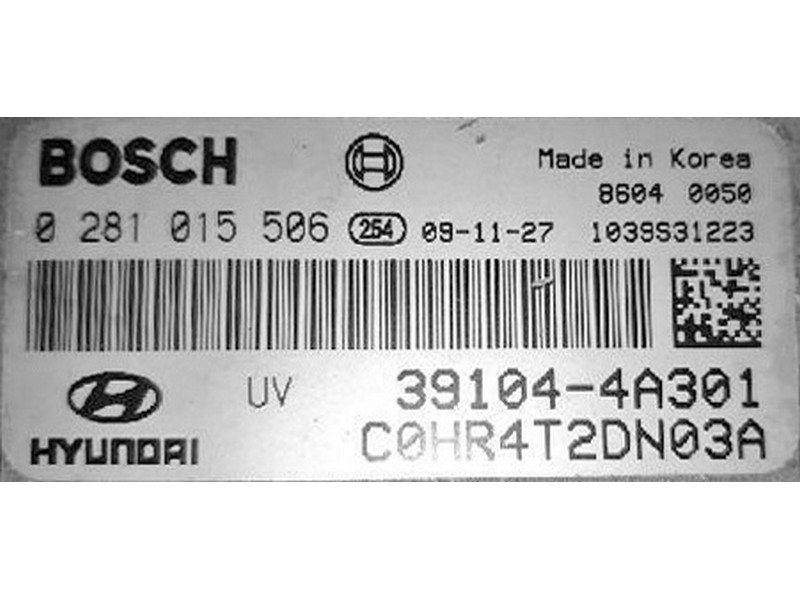 BOSCH
Made in Korea
8604 0050
0 281 015 506 254 09-11-27 1039S31223
UV 39104-4A301
HYUNDAI C0HR4T2DN03A